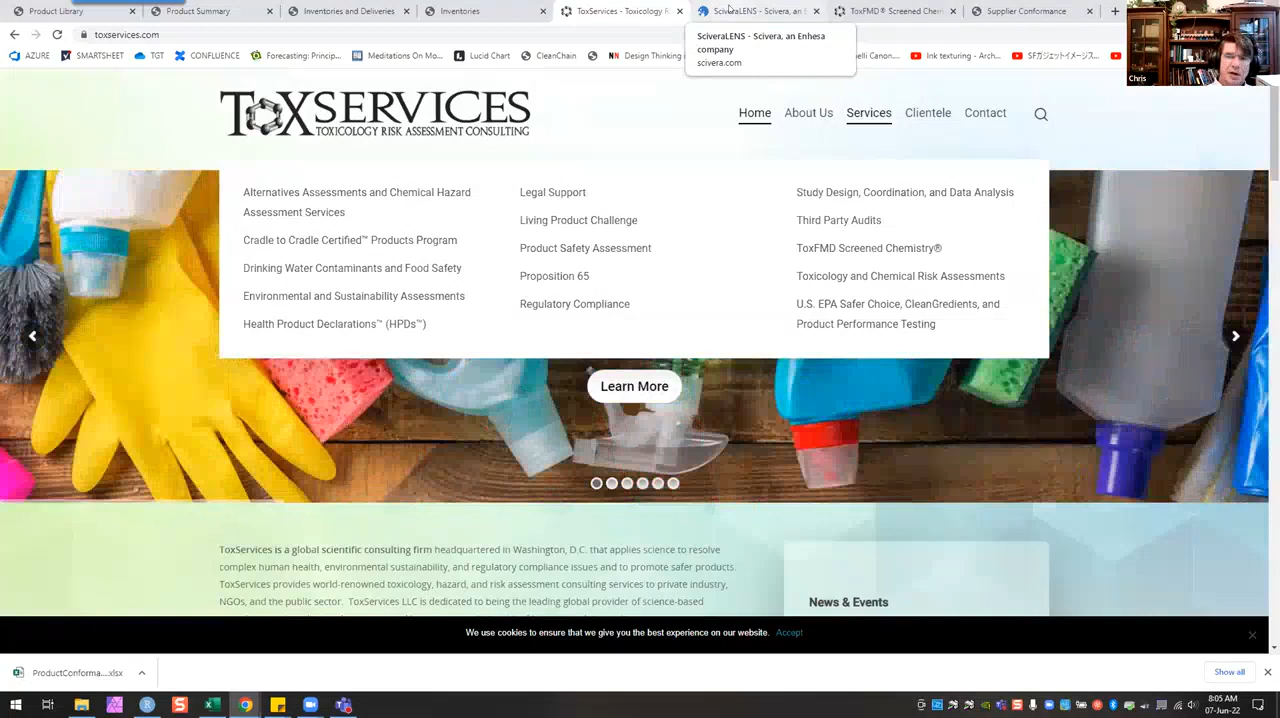 Product Library
Product Summary
Inventories and Deliveries
Inventories
ToxServices - Toxicology R
SciveraLENS - Scivera, an E
ToxFMD® Screened Chem
Supplier Conformance
toxservices.com
SciveraLENS - Scivera, an Enhesa
company
scivera.com
AZURE
SMARTSHEET
TGT
CONFLUENCE
Forecasting: Princip...
Meditations On Mo...
Lucid Chart
CleanChain
Design Thinking
elli Canon...
Ink texturing - Arch...
SFガジェットイメージス...
Chris
TOXSERVICES
TOXICOLOGY RISK ASSESSMENT CONSULTING
Home
About Us
Services
Clientele
Contact
Alternatives Assessments and Chemical Hazard
Assessment Services
Cradle to Cradle Certified™ Products Program
Drinking Water Contaminants and Food Safety
Environmental and Sustainability Assessments
Health Product Declarations™ (HPDs™)
Legal Support
Living Product Challenge
Product Safety Assessment
Proposition 65
Regulatory Compliance
Study Design, Coordination, and Data Analysis
Third Party Audits
ToxFMD Screened Chemistry®
Toxicology and Chemical Risk Assessments
U.S. EPA Safer Choice, CleanGredients, and
Product Performance Testing
Learn More
ToxServices is a global scientific consulting firm headquartered in Washington, D.C. that applies science to resolve
complex human health, environmental sustainability, and regulatory compliance issues and to promote safer products.
ToxServices provides world-renowned toxicology, hazard, and risk assessment consulting services to private industry,
NGOs, and the public sector. ToxServices LLC is dedicated to being the leading global provider of science-based
News & Events
We use cookies to ensure that we give you the best experience on our website. Accept
ProductConforma....xlsx
Show all
8:05 AM
07-Jun-22